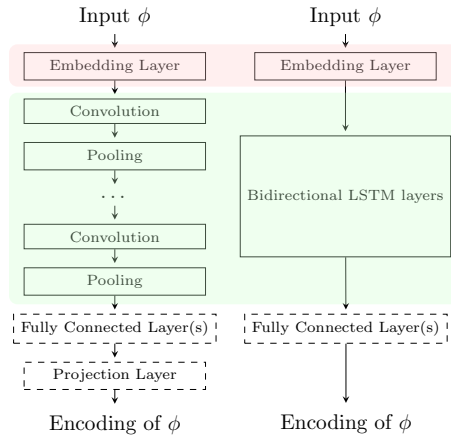 Input ϕ
Embedding Layer
Convolution
Pooling
...
Convolution
Pooling
Fully Connected Layer(s)
Projection Layer
Encoding of ϕ
Input ϕ
Embedding Layer
Bidirectional LSTM layers
Fully Connected Layer(s)
Encoding of ϕ